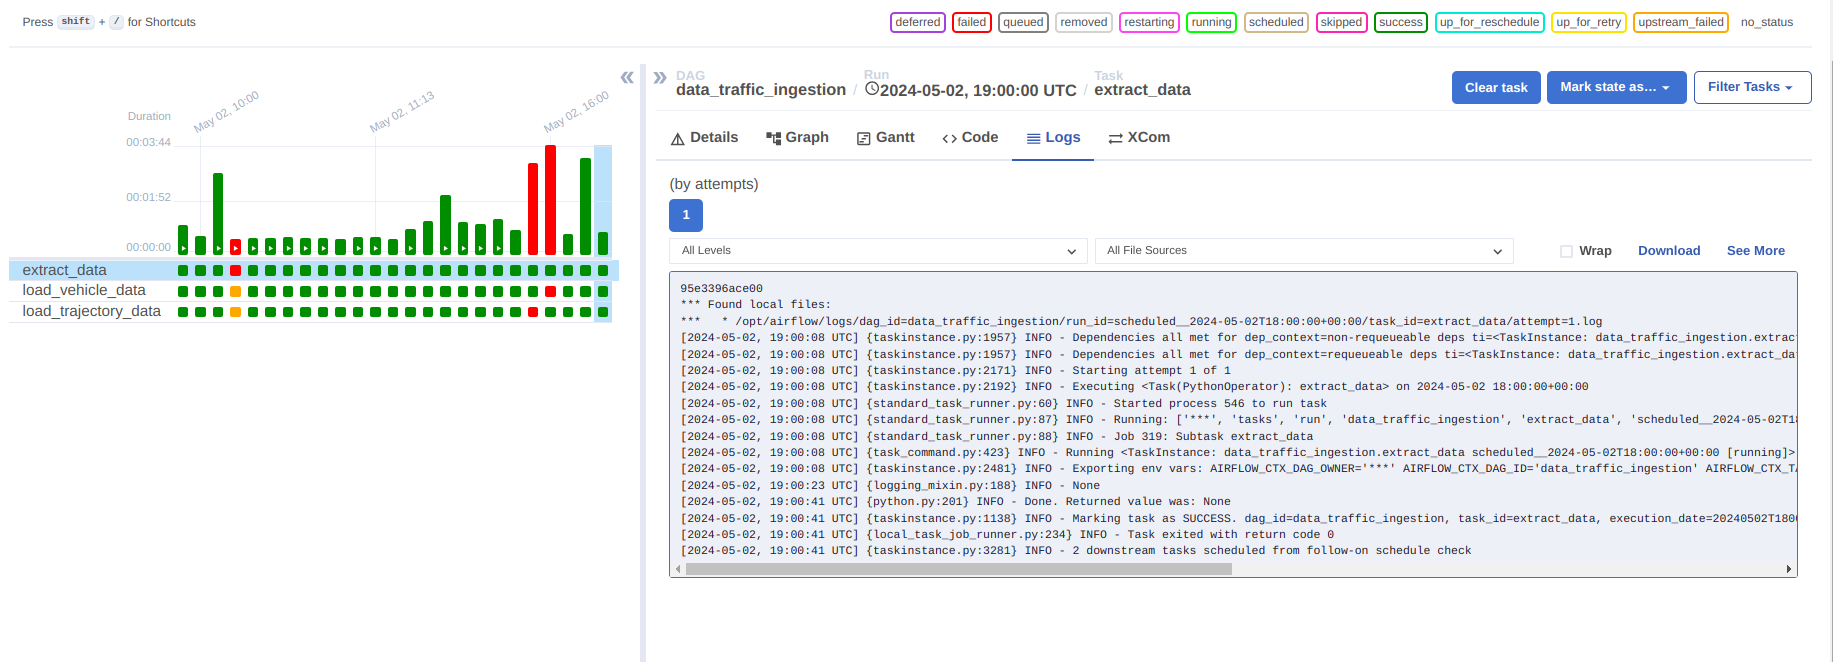 Press shift + / for Shortcuts
deferred failed queued removed restarting running scheduled skipped success up_for_reschedule up_for_retry upstream_failed no_status
« » DAG Run Task
data_traffic_ingestion / 2024-05-02, 19:00:00 UTC / extract_data
Clear task Mark state as... Filter Tasks
May 02, 10:00 May 02, 11:13 May 02, 16:00
Duration
00:03:44
00:01:52
00:00:00
extract_data
load_vehicle_data
load_trajectory_data
Details Graph Gantt Code Logs XCom
(by attempts)
1
All Levels All File Sources Wrap Download See More
95e3396ace00
*** Found local files:
***   * /opt/airflow/logs/dag_id=data_traffic_ingestion/run_id=scheduled__2024-05-02T18:00:00+00:00/task_id=extract_data/attempt=1.log
[2024-05-02, 19:00:08 UTC] {taskinstance.py:1957} INFO - Dependencies all met for dep_context=non-requeueable deps ti=<TaskInstance: data_traffic_ingestion.extrac
[2024-05-02, 19:00:08 UTC] {taskinstance.py:1957} INFO - Dependencies all met for dep_context=requeueable deps ti=<TaskInstance: data_traffic_ingestion.extract_da
[2024-05-02, 19:00:08 UTC] {taskinstance.py:2171} INFO - Starting attempt 1 of 1
[2024-05-02, 19:00:08 UTC] {taskinstance.py:2192} INFO - Executing <Task(PythonOperator): extract_data> on 2024-05-02 18:00:00+00:00
[2024-05-02, 19:00:08 UTC] {standard_task_runner.py:60} INFO - Started process 546 to run task
[2024-05-02, 19:00:08 UTC] {standard_task_runner.py:87} INFO - Running: ['***', 'tasks', 'run', 'data_traffic_ingestion', 'extract_data', 'scheduled__2024-05-02T18
[2024-05-02, 19:00:08 UTC] {standard_task_runner.py:88} INFO - Job 319: Subtask extract_data
[2024-05-02, 19:00:08 UTC] {task_command.py:423} INFO - Running <TaskInstance: data_traffic_ingestion.extract_data scheduled__2024-05-02T18:00:00+00:00 [running]>
[2024-05-02, 19:00:08 UTC] {taskinstance.py:2481} INFO - Exporting env vars: AIRFLOW_CTX_DAG_OWNER='***' AIRFLOW_CTX_DAG_ID='data_traffic_ingestion' AIRFLOW_CTX_TA
[2024-05-02, 19:00:23 UTC] {logging_mixin.py:188} INFO - None
[2024-05-02, 19:00:41 UTC] {python.py:201} INFO - Done. Returned value was: None
[2024-05-02, 19:00:41 UTC] {taskinstance.py:1138} INFO - Marking task as SUCCESS. dag_id=data_traffic_ingestion, task_id=extract_data, execution_date=20240502T180
[2024-05-02, 19:00:41 UTC] {local_task_job_runner.py:234} INFO - Task exited with return code 0
[2024-05-02, 19:00:41 UTC] {taskinstance.py:3281} INFO - 2 downstream tasks scheduled from follow-on schedule check